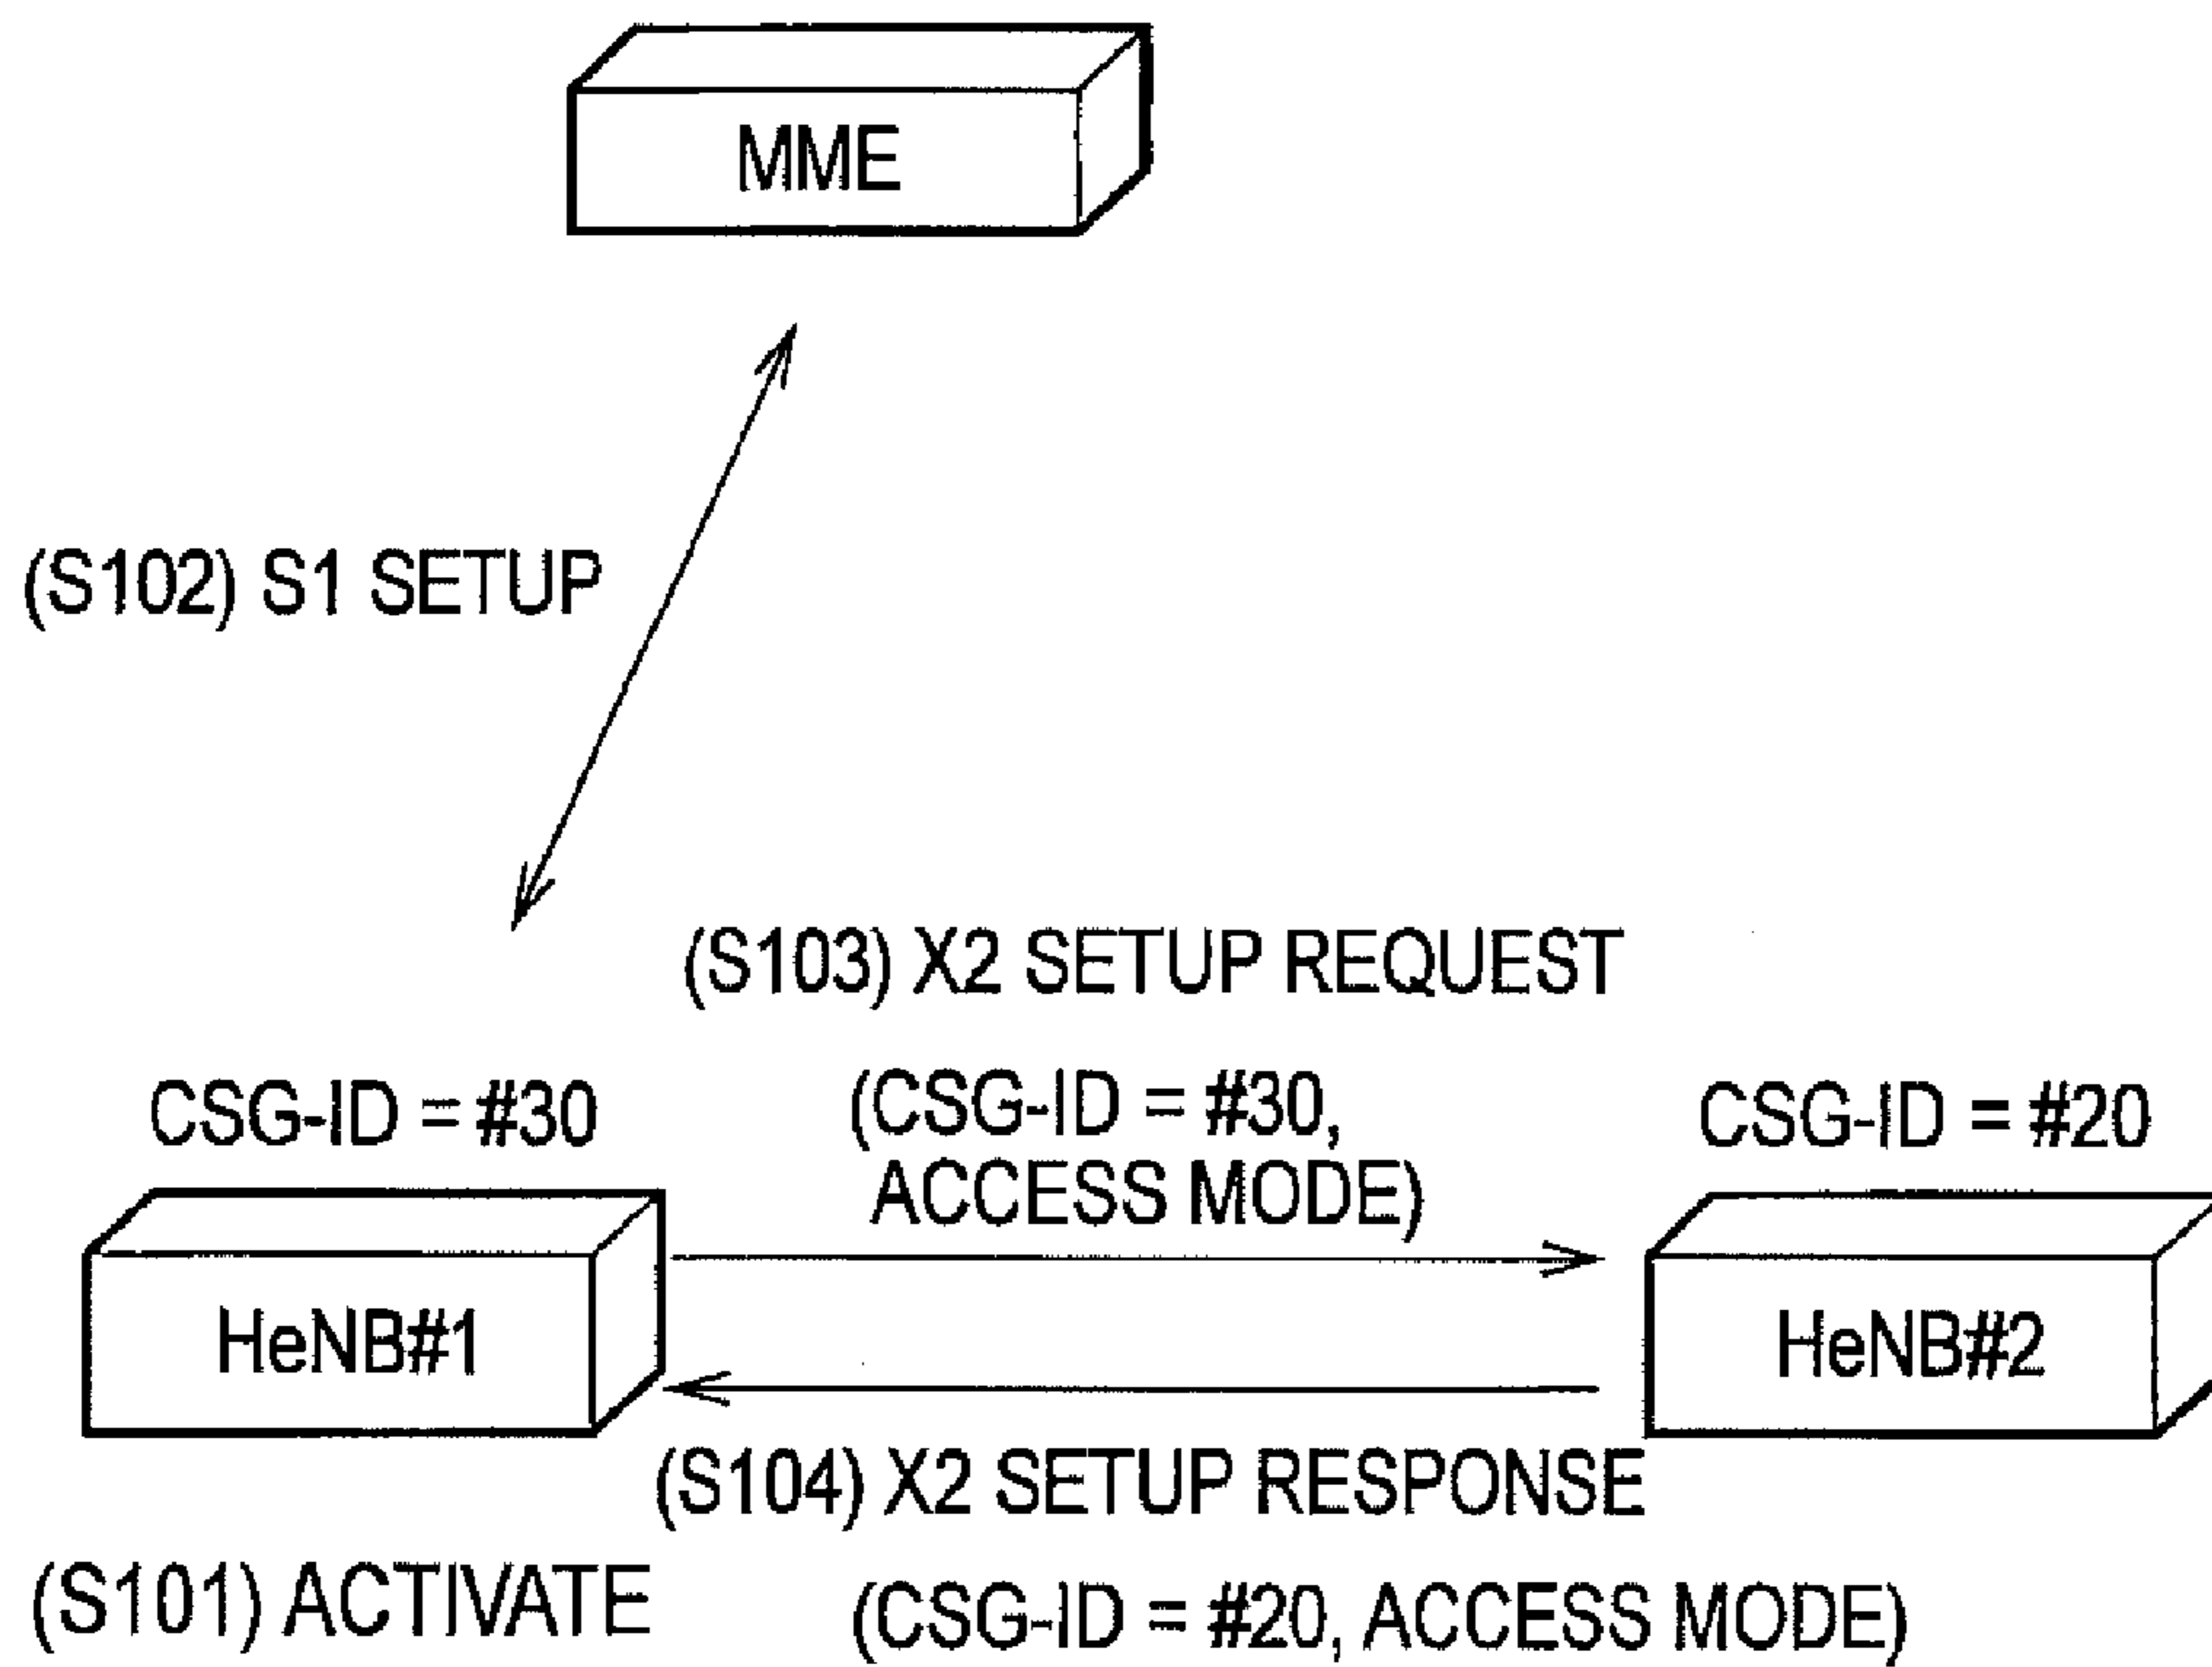 MME
(S102) S1 SETUP
(S103) X2 SETUP REQUEST
CSG-ID = #30
(CSG-ID = #30,
ACCESS MODE)
CSG-ID = #20
HeNB#1
HeNB#2
(S104) X2 SETUP RESPONSE
(S101) ACTIVATE
(CSG-ID = #20, ACCESS MODE)